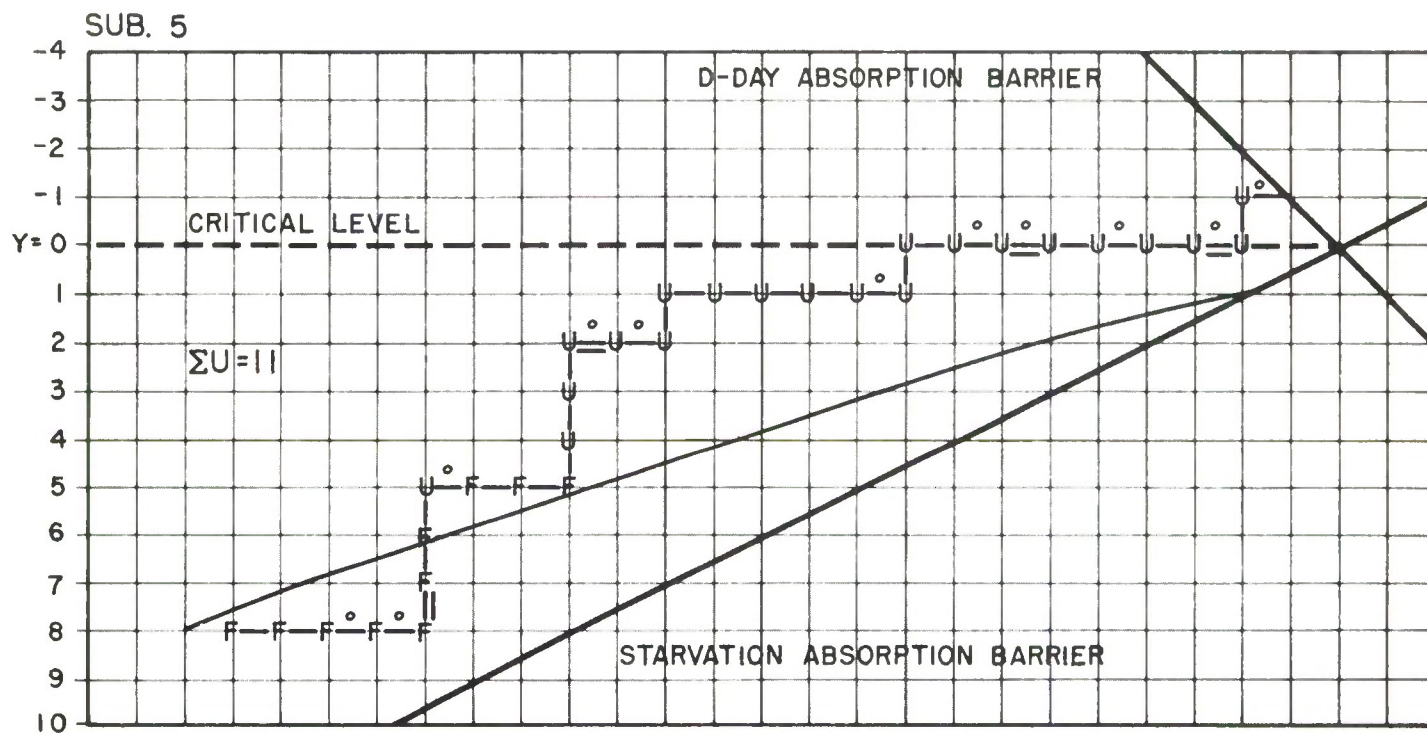 SUB. 5
-4
D-DAY ABSORPTION BARRIER
-3
-2
-1
U
CRITICAL LEVEL
Y= 0
U U U U U U U U
1
U U U U U U
2
ΣU=11
U U U
3
U
4
U
5
U F F F
6
F
7
F
8
F F F F F
STARVATION ABSORPTION BARRIER
9
10